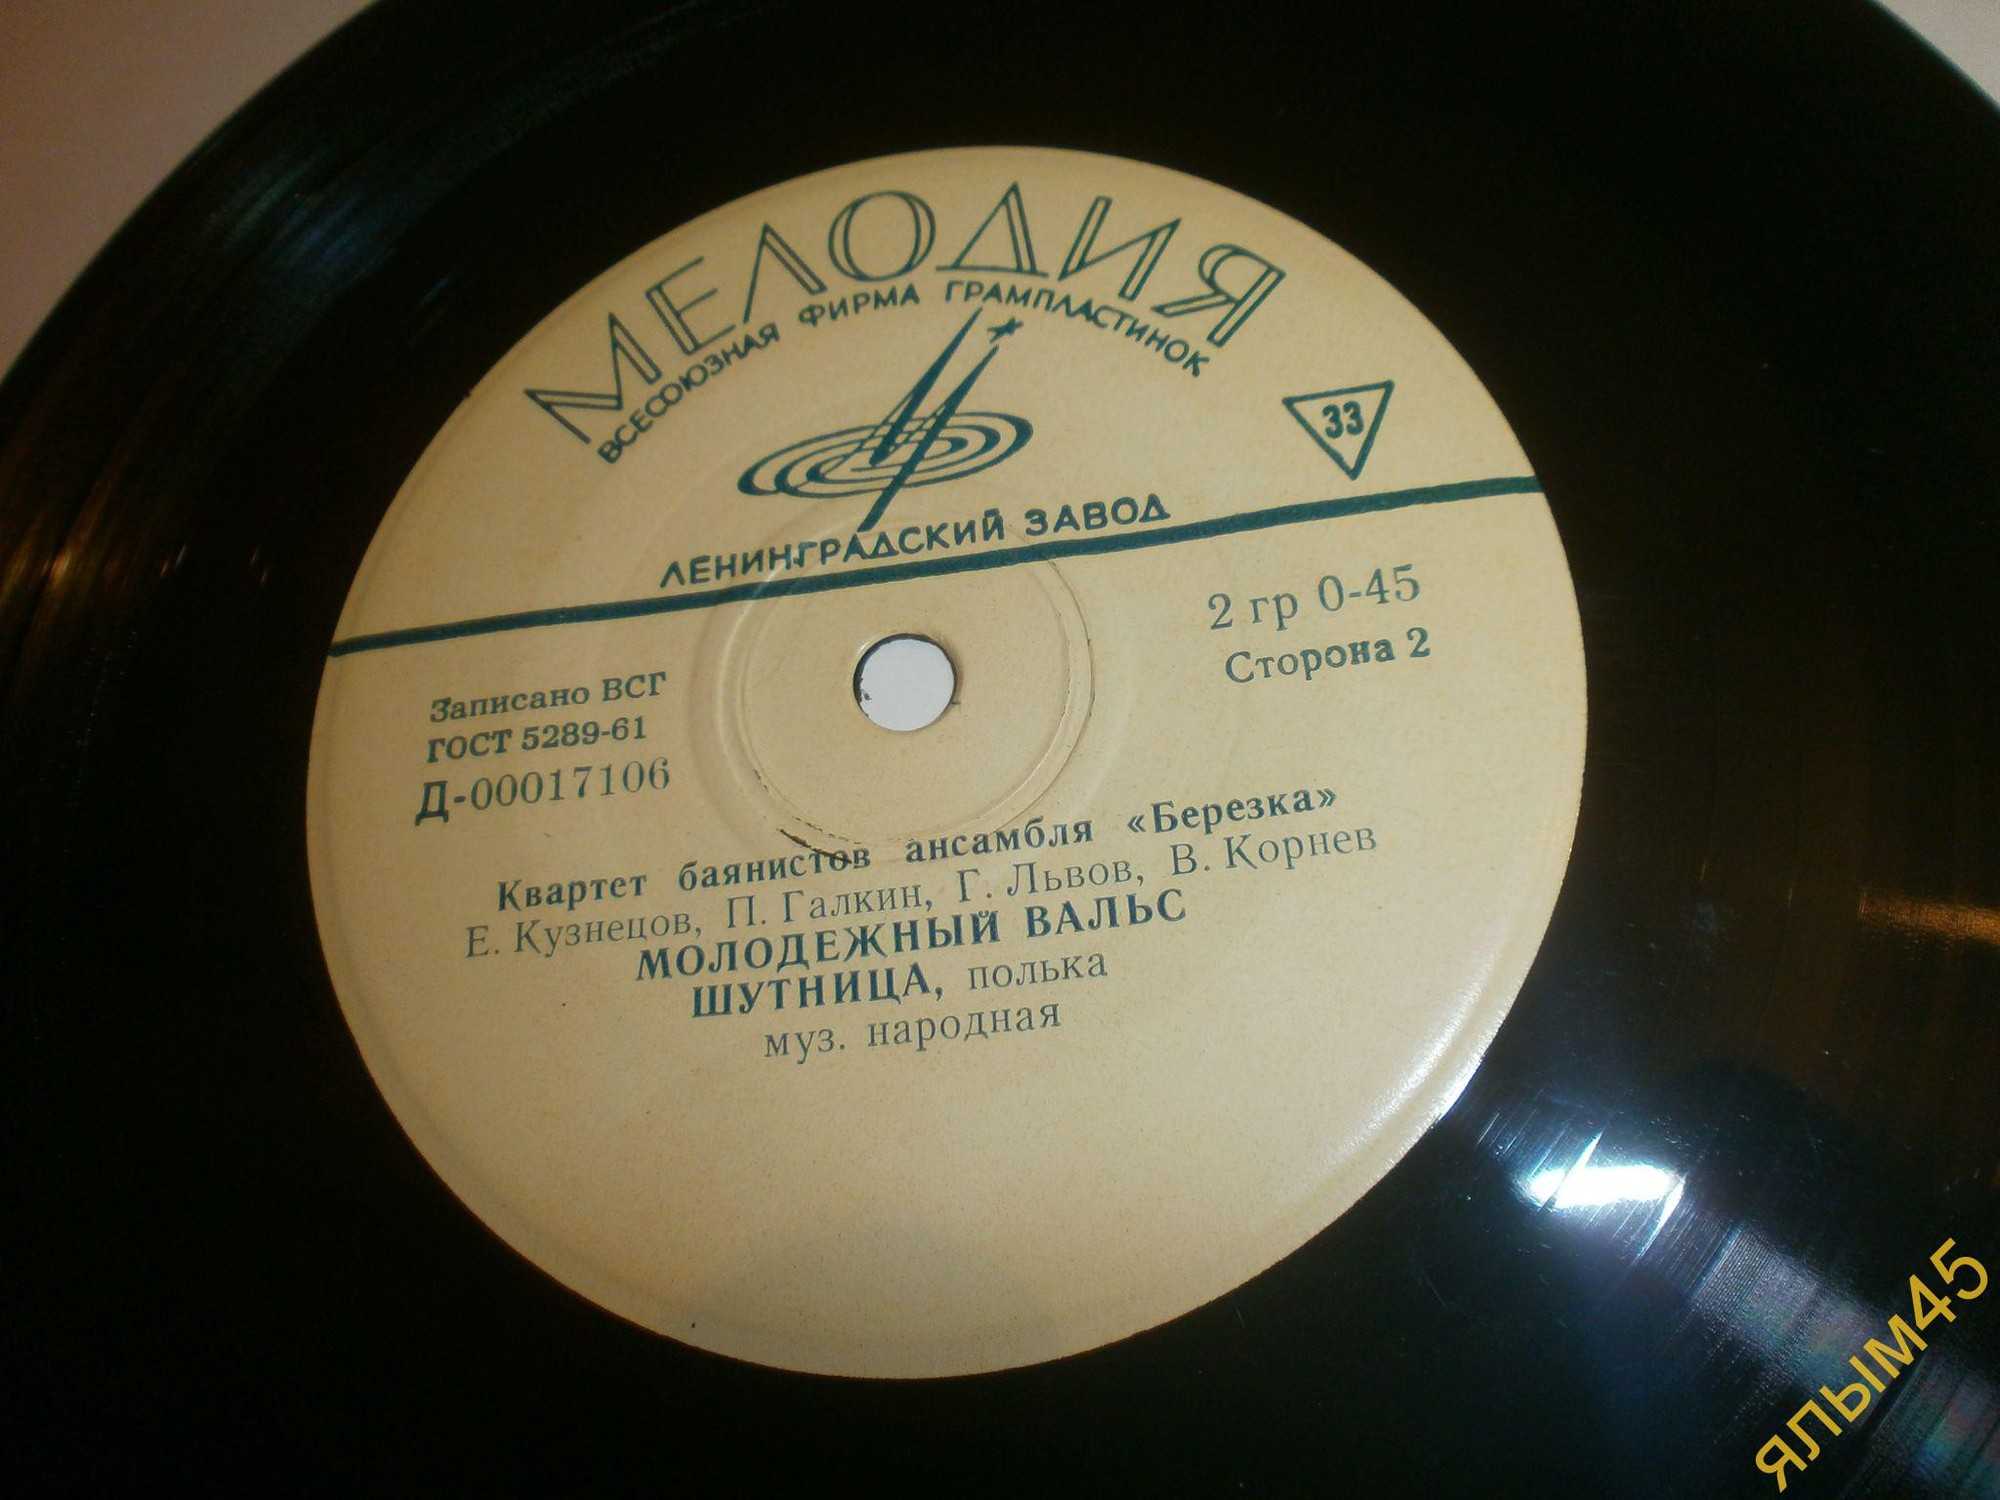 МЕЛОДИЯ
ВСЕСОЮЗНАЯ ФИРМА ГРАМПЛАСТИНОК
33
ЛЕНИНГРАДСКИЙ ЗАВОД
2 гр 0-45
Сторона 2
Записано ВСГ
ГОСТ 5289-61
Д-00017106
Квартет баянистов ансамбля «Березка»
Е. Кузнецов, П. Галкин, Г. Львов, В. Корнев
МОЛОДЕЖНЫЙ ВАЛЬС
ШУТНИЦА, полька
муз. народная
ялым45